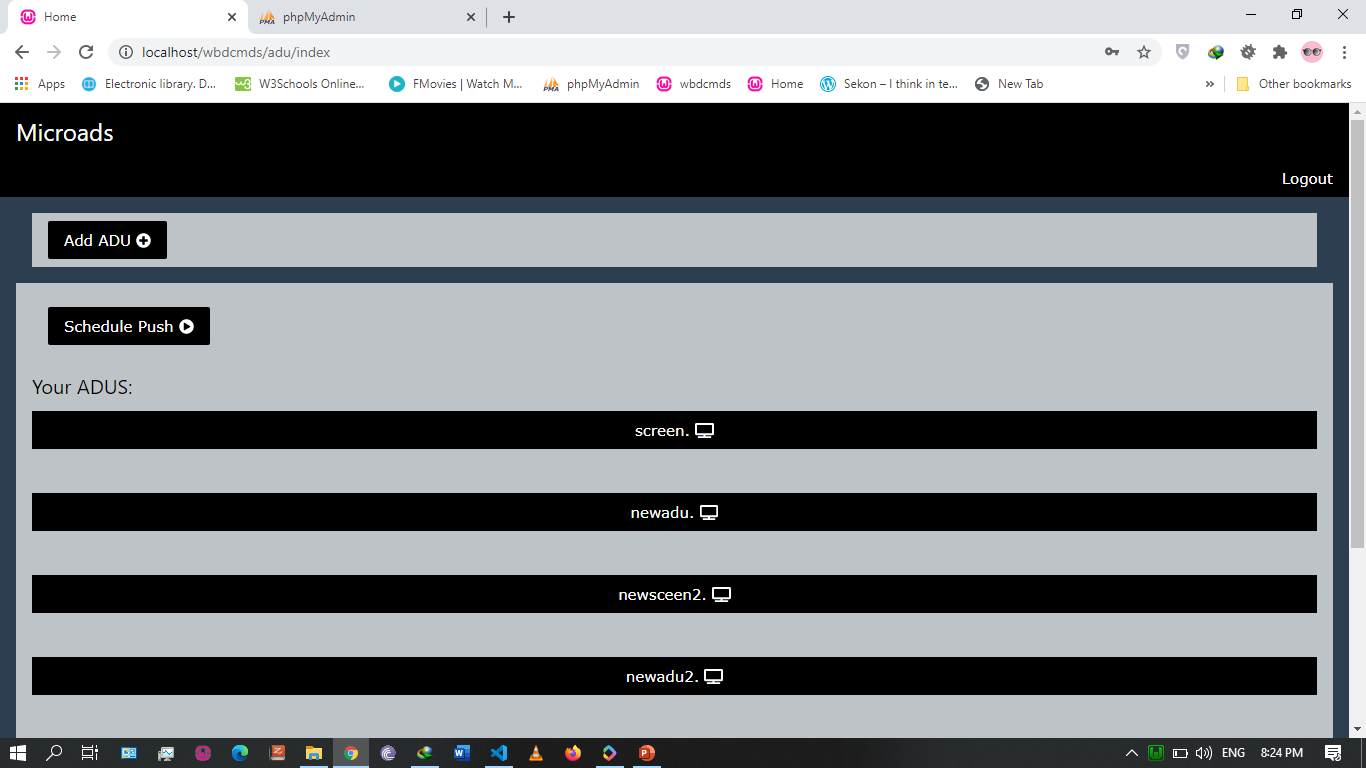 Home
phpMyAdmin
localhost/wbdcmds/adu/index
Apps
Electronic library. D...
W3Schools Online...
FMovies | Watch M...
phpMyAdmin
wbdcmds
Home
Sekon – I think in te...
New Tab
»
Other bookmarks
Microads
Logout
Add ADU
Schedule Push
Your ADUS:
screen.
newadu.
newsceen2.
newadu2.
ENG
8:24 PM